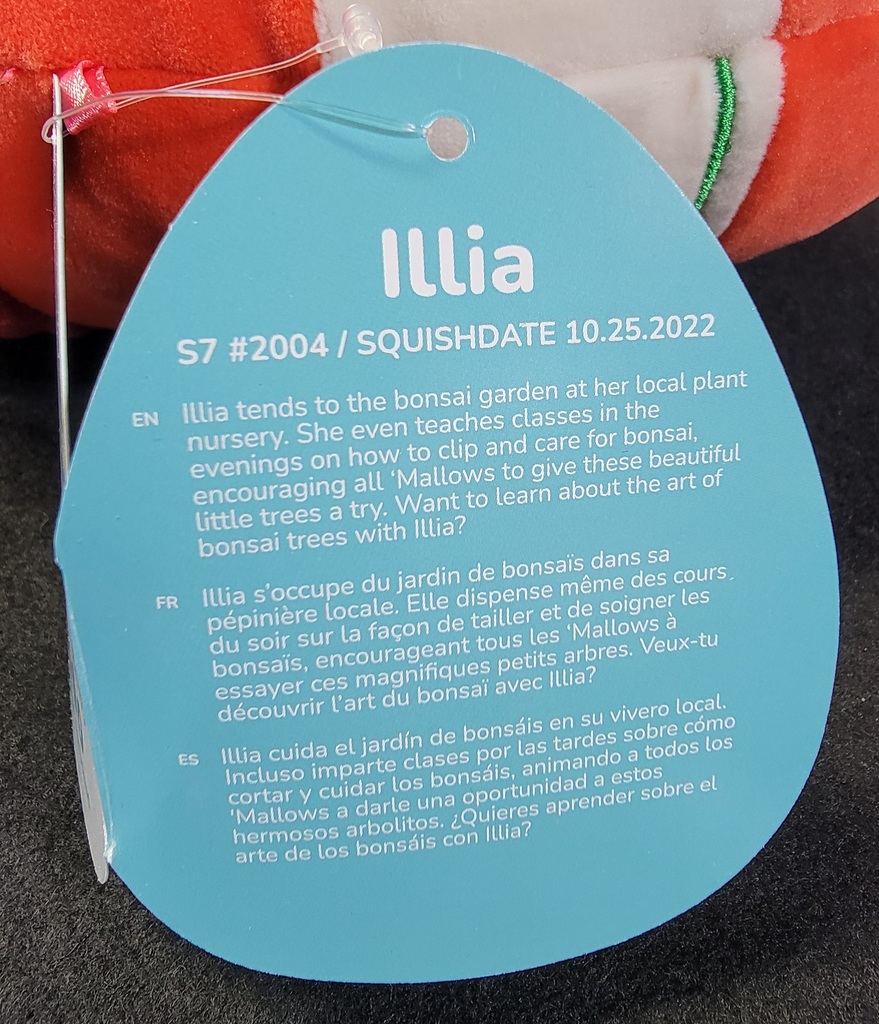 Illia
S7 #2004 / SQUISHDATE 10.25.2022
EN Illia tends to the bonsai garden at her local plant
nursery. She even teaches classes in the
evenings on how to clip and care for bonsai,
encouraging all ‘Mallows to give these beautiful
little trees a try. Want to learn about the art of
bonsai trees with Illia?
FR Illia s’occupe du jardin de bonsaïs dans sa
pépinière locale. Elle dispense même des cours
du soir sur la façon de tailler et de soigner les
bonsaïs, encourageant tous les ‘Mallows à
essayer ces magnifiques petits arbres. Veux-tu
découvrir l’art du bonsaï avec Illia?
ES Illia cuida el jardín de bonsáis en su vivero local.
Incluso imparte clases por las tardes sobre cómo
cortar y cuidar los bonsáis, animando a todos los
'Mallows a darle una oportunidad a estos
hermosos arbolitos. ¿Quieres aprender sobre el
arte de los bonsáis con Illia?